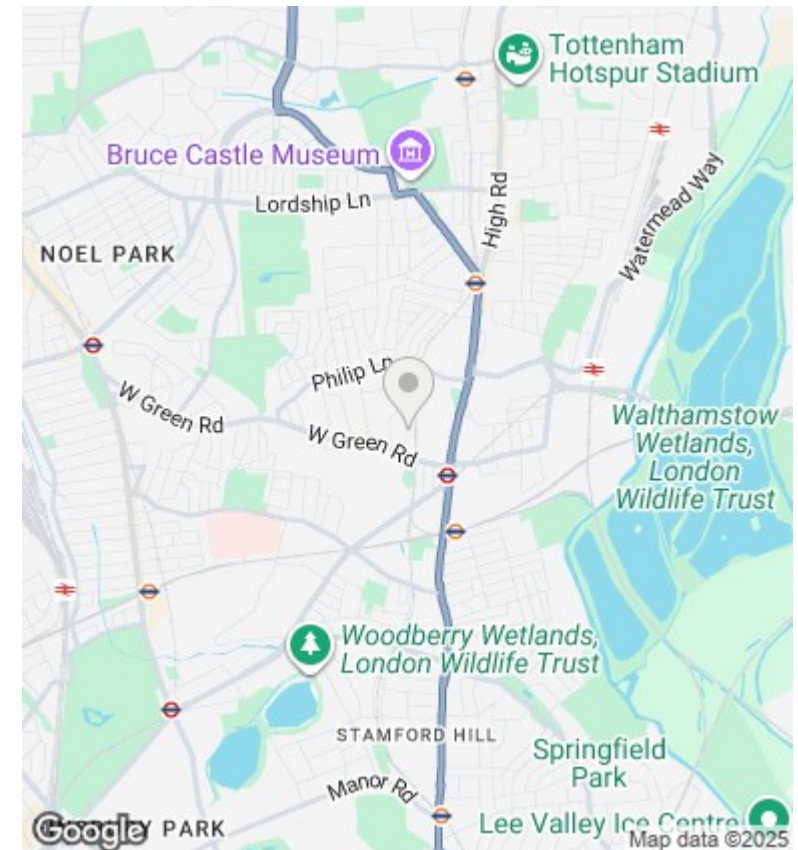 Tottenham
Hotspur Stadium
Bruce Castle Museum
Lordship Ln
High Rd
Watermead Way
NOEL PARK
Philip Ln
W Green Rd
W Green Rd
Walthamstow
Wetlands,
London
Wildlife Trust
Woodberry Wetlands,
London Wildlife Trust
STAMFORD HILL
Springfield
Park
Manor Rd
Google
PARK
Lee Valley Ice Centre
Map data ©2025